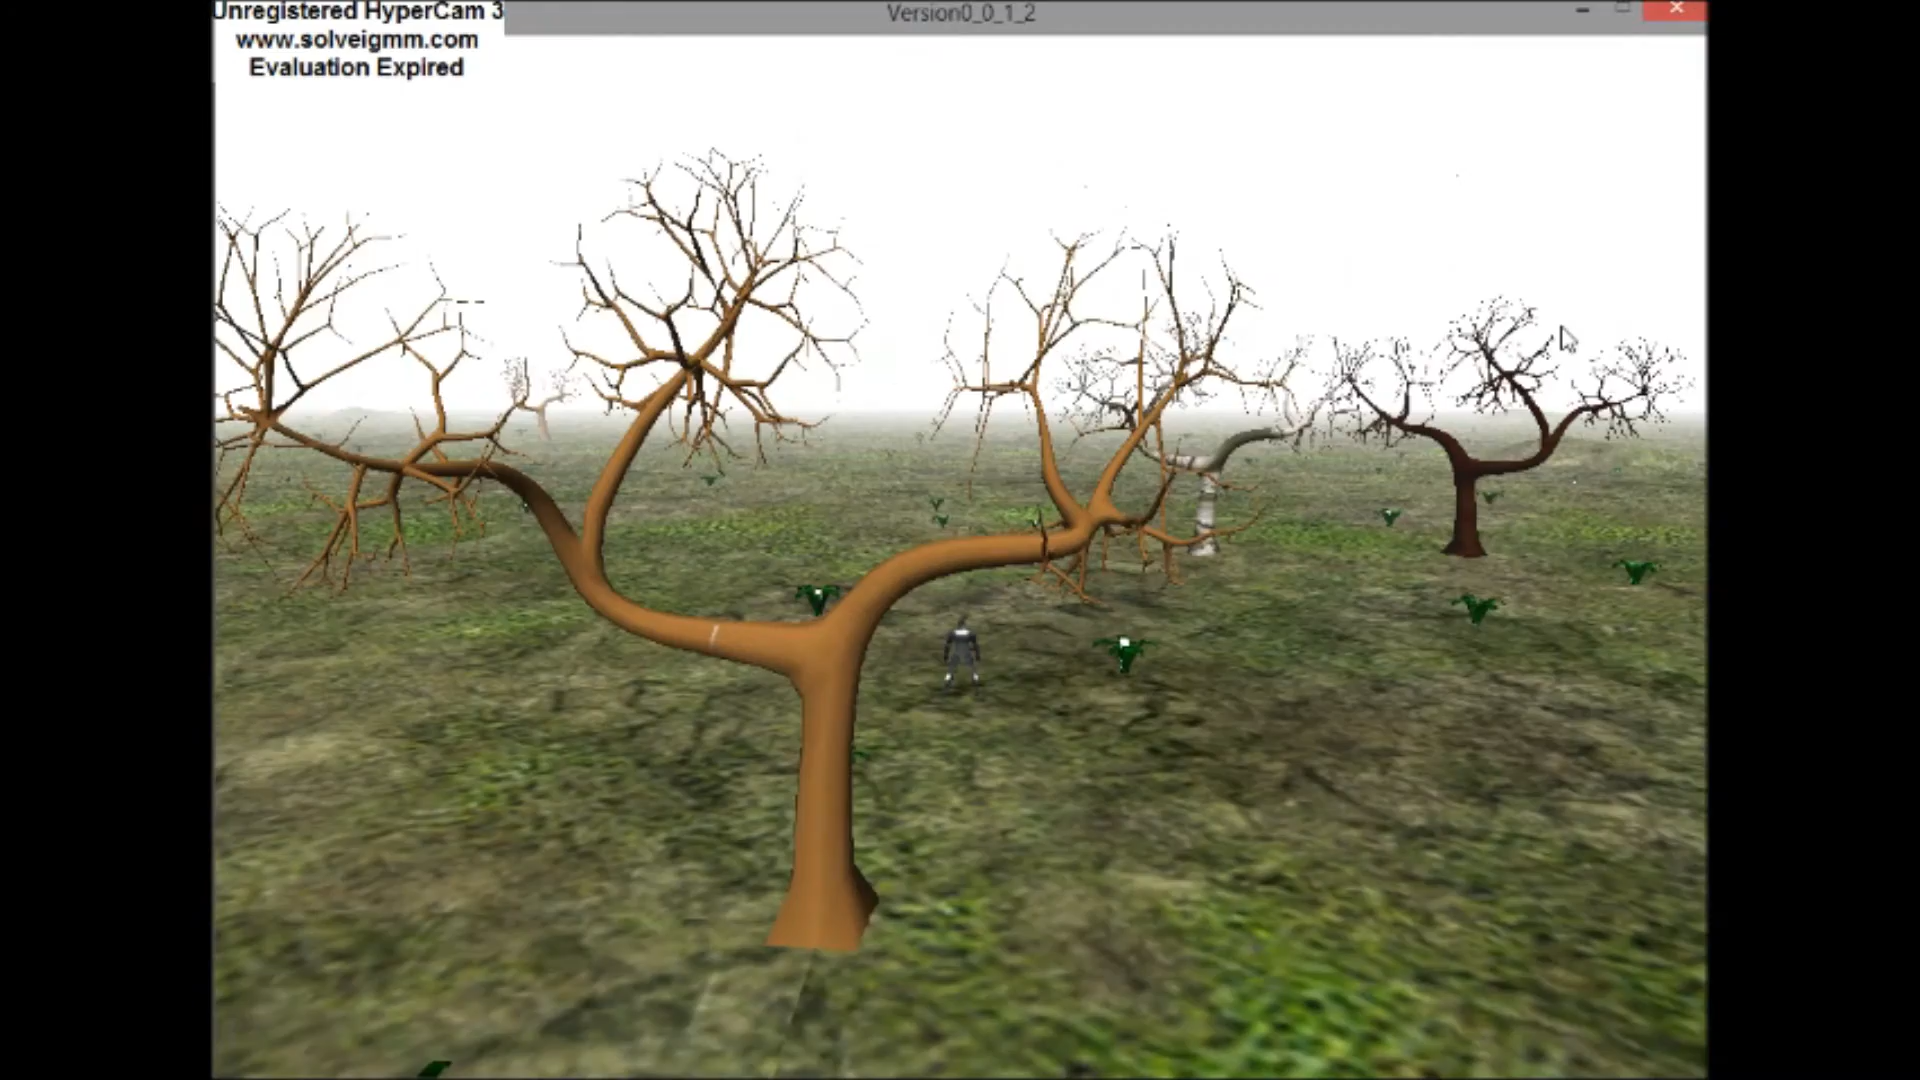 Unregistered HyperCam 3
Version0_0_1_2
www.solveigmm.com
Evaluation Expired